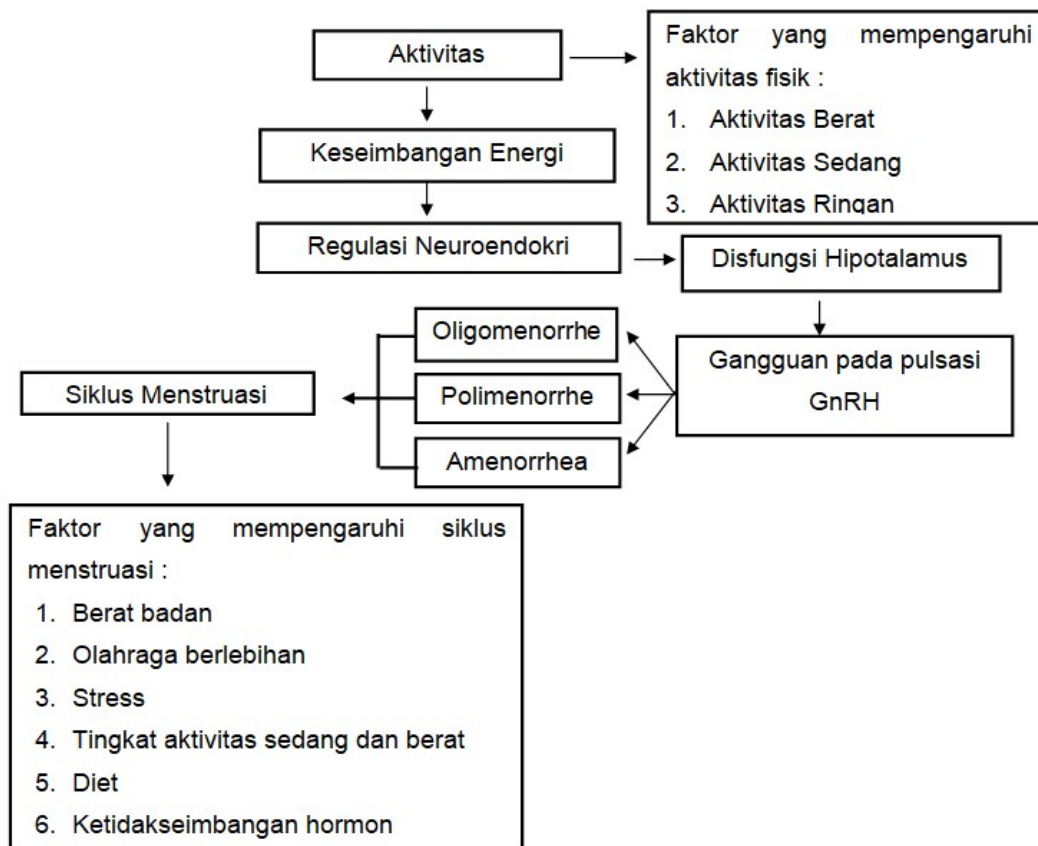 Aktivitas
Faktor yang mempengaruhi
aktivitas fisik :
1. Aktivitas Berat
2. Aktivitas Sedang
3. Aktivitas Ringan
Keseimbangan Energi
Regulasi Neuroendokri
Disfungsi Hipotalamus
Oligomenorrhe
Gangguan pada pulsasi
GnRH
Siklus Menstruasi
Polimenorrhe
Amenorrhea
Faktor yang mempengaruhi siklus
menstruasi :
1. Berat badan
2. Olahraga berlebihan
3. Stress
4. Tingkat aktivitas sedang dan berat
5. Diet
6. Ketidakseimbangan hormon